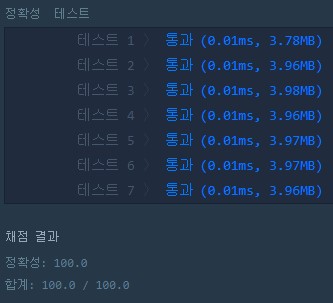 정확성  테스트
테스트 1 〉 통과 (0.01ms, 3.78MB)
테스트 2 〉 통과 (0.01ms, 3.96MB)
테스트 3 〉 통과 (0.01ms, 3.98MB)
테스트 4 〉 통과 (0.01ms, 3.96MB)
테스트 5 〉 통과 (0.01ms, 3.97MB)
테스트 6 〉 통과 (0.01ms, 3.97MB)
테스트 7 〉 통과 (0.01ms, 3.96MB)
채점 결과
정확성: 100.0
합계: 100.0 / 100.0